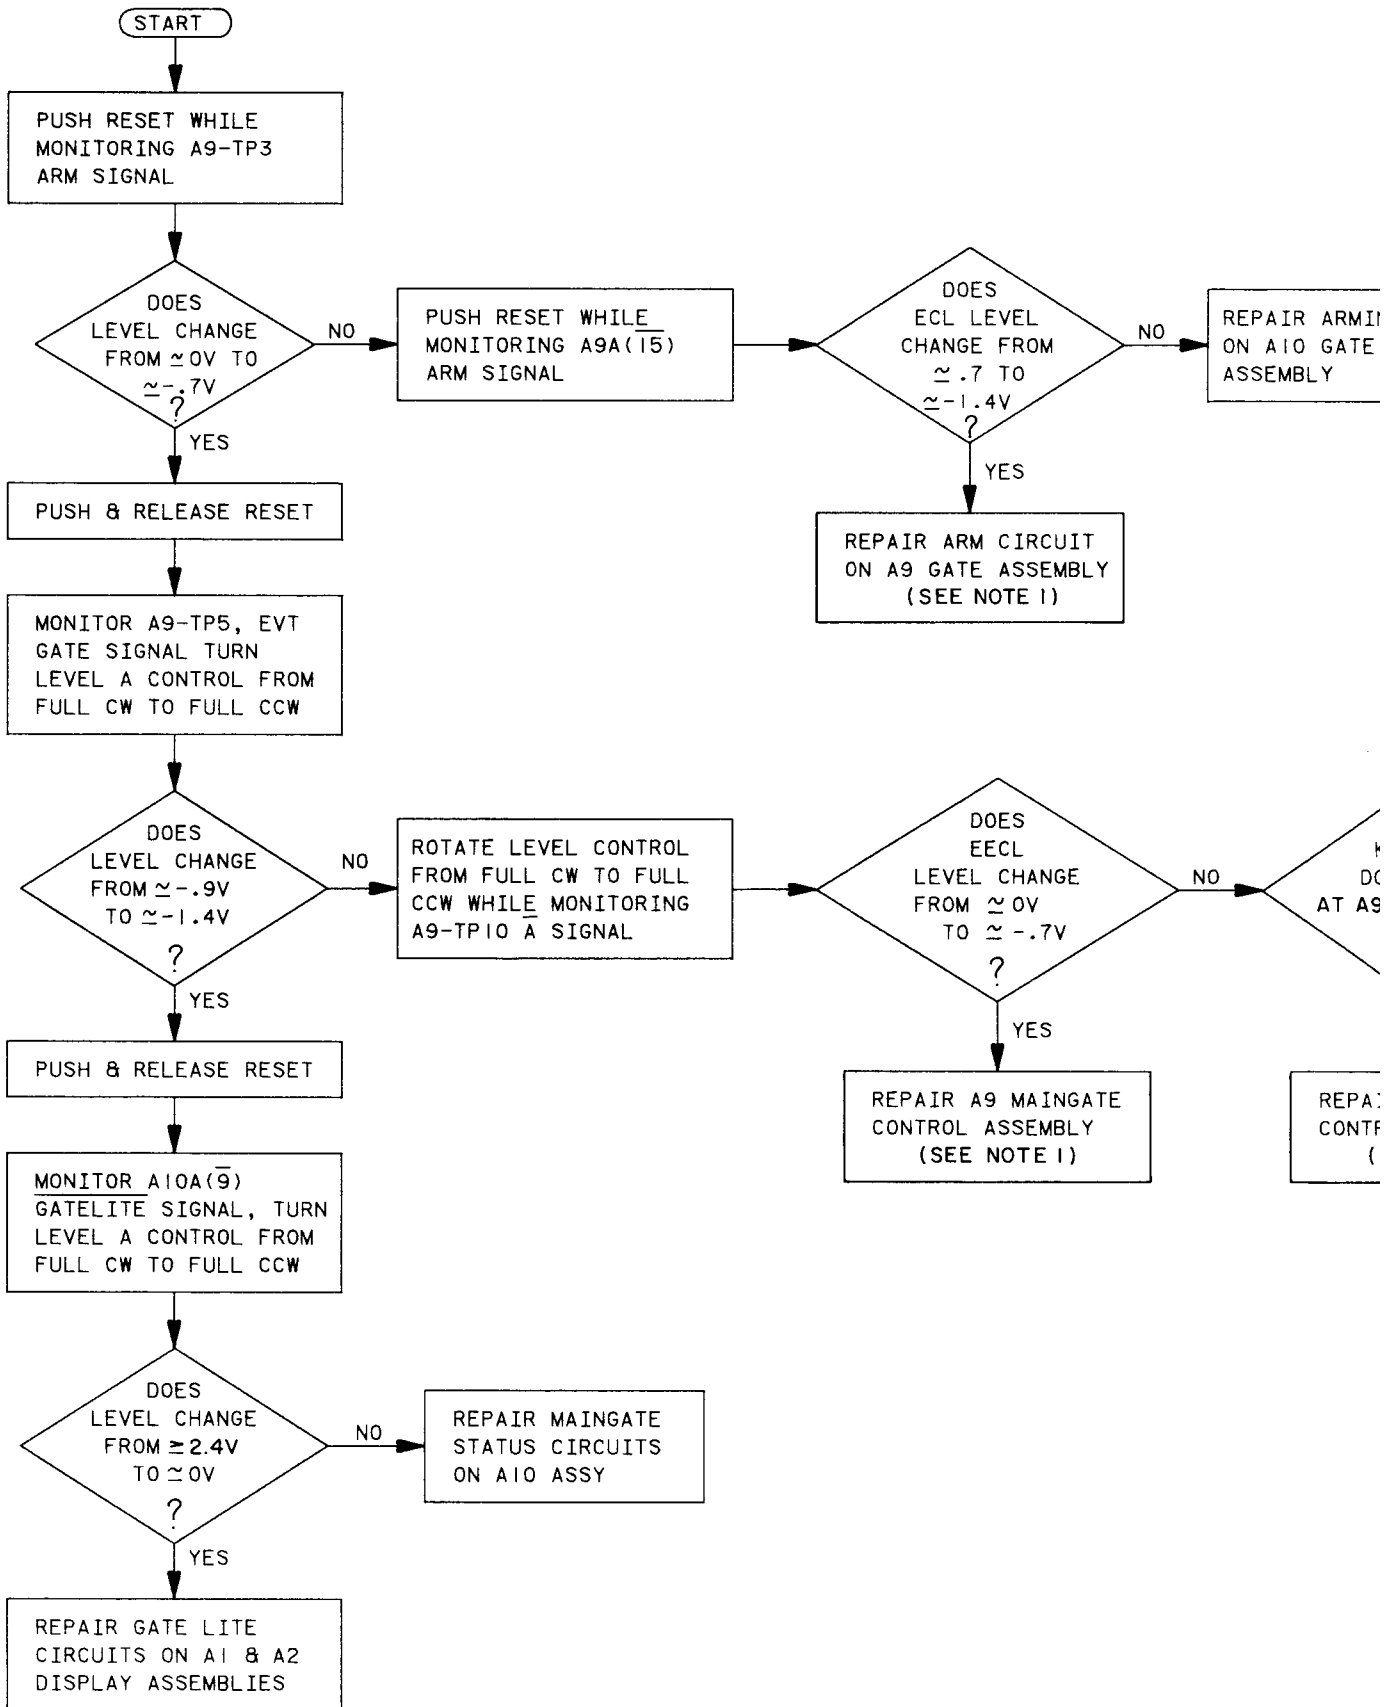 START
PUSH RESET WHILE
MONITORING A9-TP3
ARM SIGNAL
DOES
LEVEL CHANGE
FROM ≃0V TO
≃-.7V
?
NO
YES
PUSH RESET WHILE
MONITORING A9A(1̅5̅)
ARM SIGNAL
DOES
ECL LEVEL
CHANGE FROM
≃.7 TO
≃-1.4V
?
NO
YES
REPAIR ARMIN
ON A10 GATE
ASSEMBLY
REPAIR ARM CIRCUIT
ON A9 GATE ASSEMBLY
(SEE NOTE 1)
PUSH & RELEASE RESET
MONITOR A9-TP5, EVT
GATE SIGNAL TURN
LEVEL A CONTROL FROM
FULL CW TO FULL CCW
DOES
LEVEL CHANGE
FROM ≃-.9V
TO ≃-1.4V
?
NO
YES
ROTATE LEVEL CONTROL
FROM FULL CW TO FULL
CCW WHILE MONITORING
A9-TP10 A̅ SIGNAL
DOES
EECL
LEVEL CHANGE
FROM ≃0V
TO ≃-.7V
?
NO
YES
DO
AT A9
REPAIR A9 MAINGATE
CONTROL ASSEMBLY
(SEE NOTE 1)
REPAI
CONTR
(
PUSH & RELEASE RESET
MONITOR A10A(9̅)
G̅A̅T̅E̅L̅I̅T̅E̅ SIGNAL, TURN
LEVEL A CONTROL FROM
FULL CW TO FULL CCW
DOES
LEVEL CHANGE
FROM ≥2.4V
TO ≃0V
?
NO
YES
REPAIR MAINGATE
STATUS CIRCUITS
ON A10 ASSY
REPAIR GATE LITE
CIRCUITS ON A1 & A2
DISPLAY ASSEMBLIES